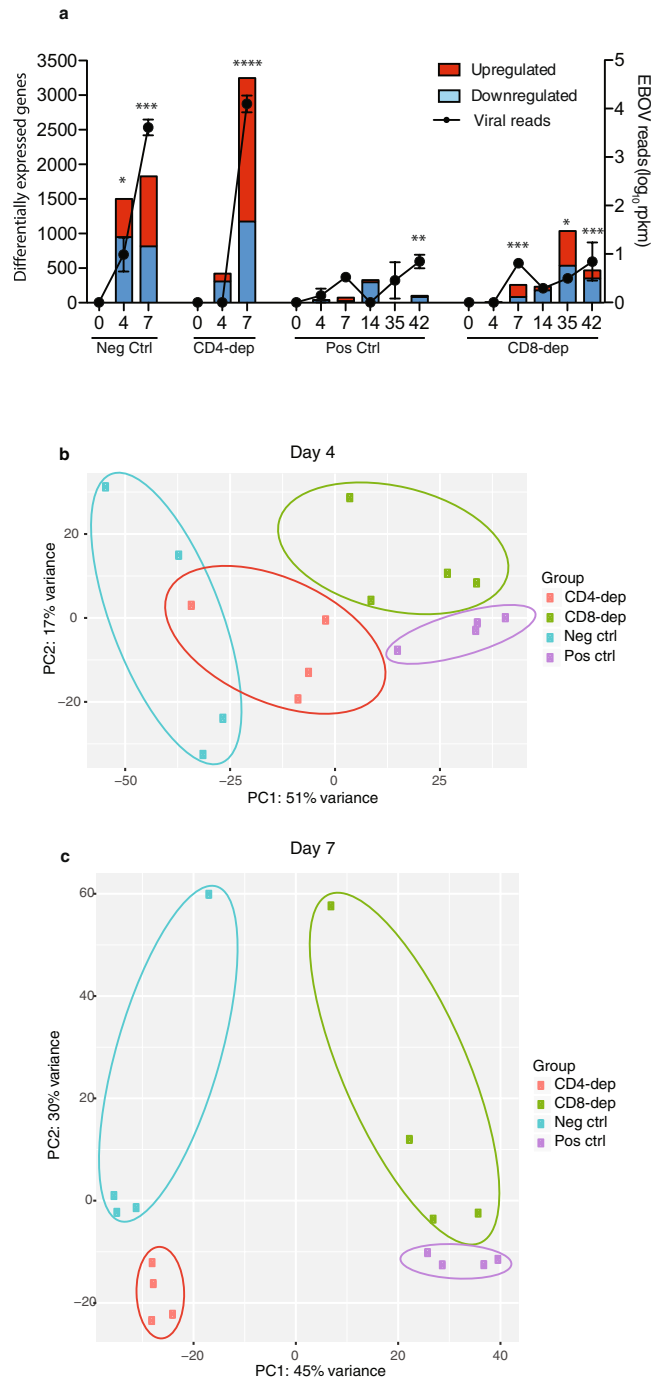 a
3500
3000
2500
2000
1500
1000
500
0
Differentially expressed genes
* *** **** ** *** * ***
Upregulated
Downregulated
Viral reads
5
4
3
2
1
0
EBOV reads (log10 rpkm)
0 4 7 0 4 7 0 4 7 14 35 42 0 4 7 14 35 42
Neg Ctrl CD4-dep Pos Ctrl CD8-dep
b
Day 4
PC2: 17% variance
20
0
−20
−50 −25 0 25
PC1: 51% variance
Group
CD4-dep
CD8-dep
Neg ctrl
Pos ctrl
c
Day 7
PC2: 30% variance
60
40
20
0
−20
−20 0 20 40
PC1: 45% variance
Group
CD4-dep
CD8-dep
Neg ctrl
Pos ctrl